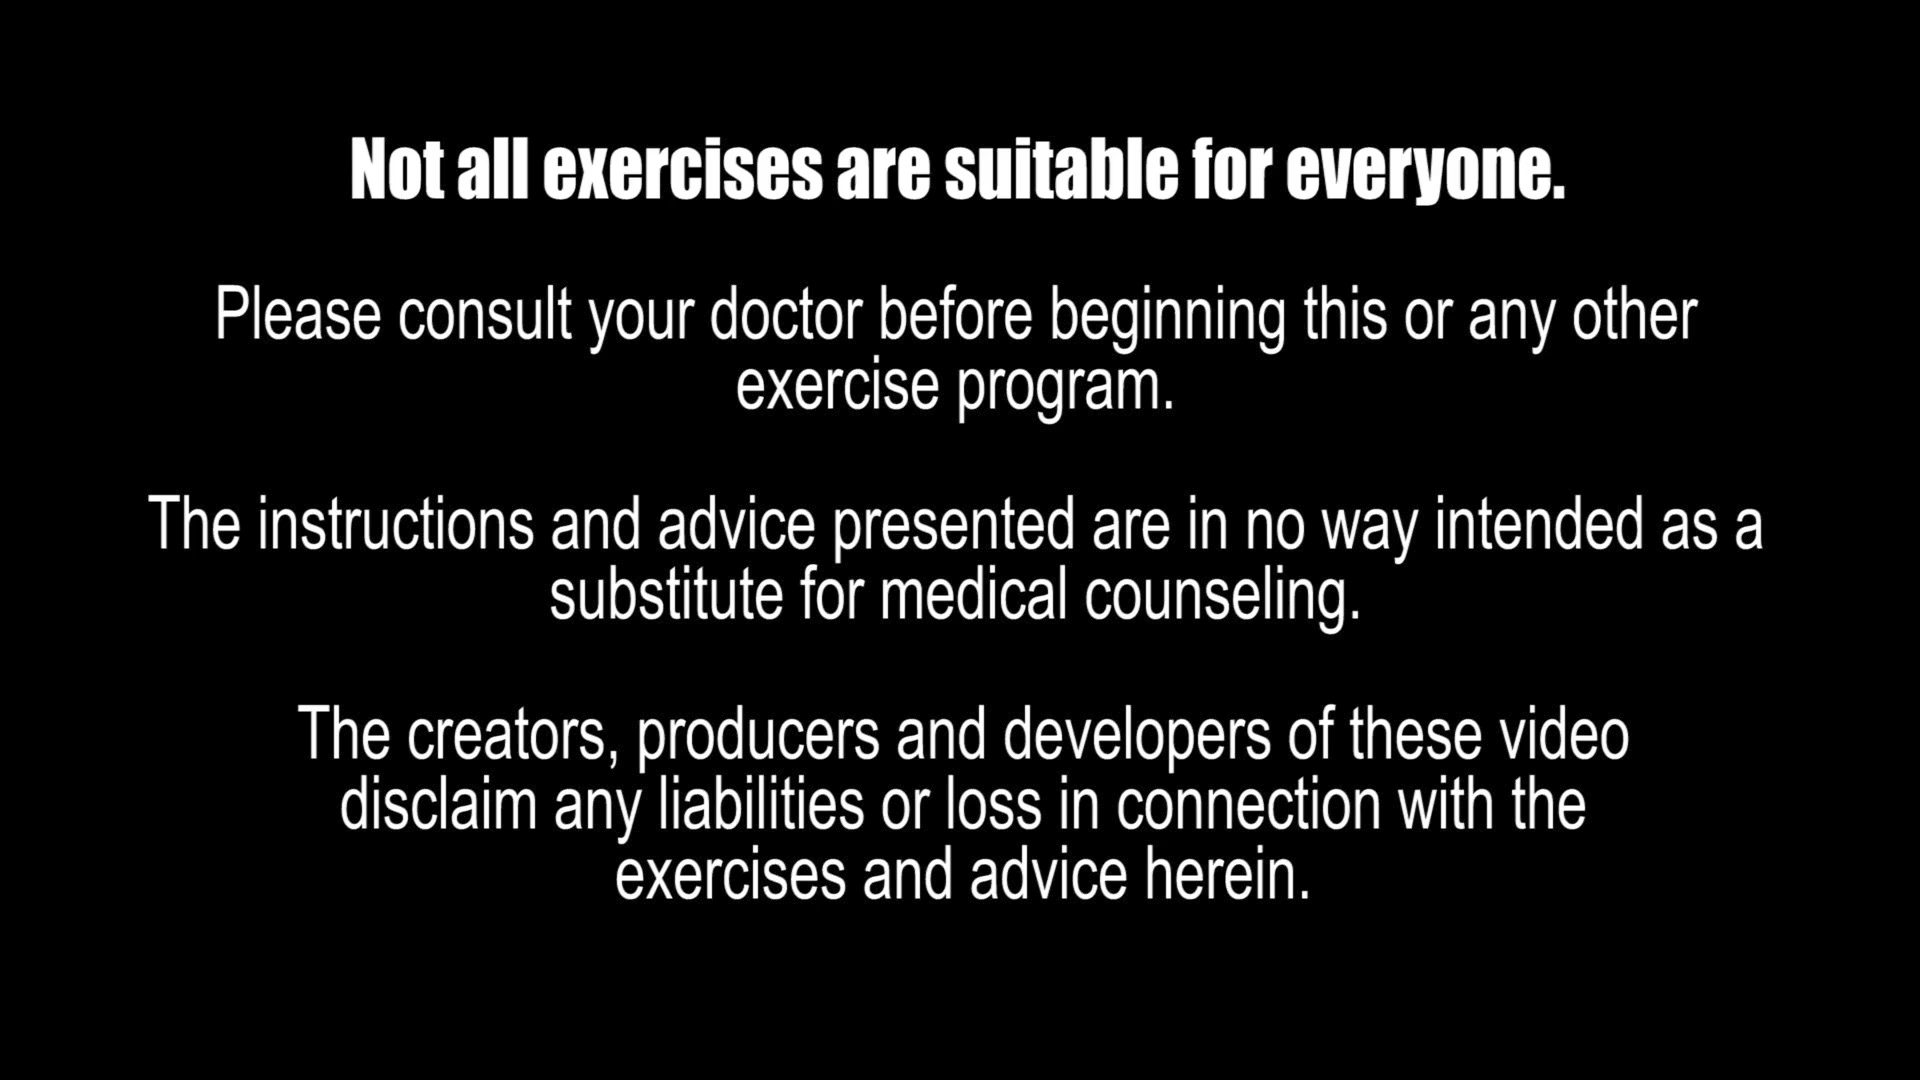 Not all exercises are suitable for everyone.
Please consult your doctor before beginning this or any other
exercise program.
The instructions and advice presented are in no way intended as a
substitute for medical counseling.
The creators, producers and developers of these video
disclaim any liabilities or loss in connection with the
exercises and advice herein.